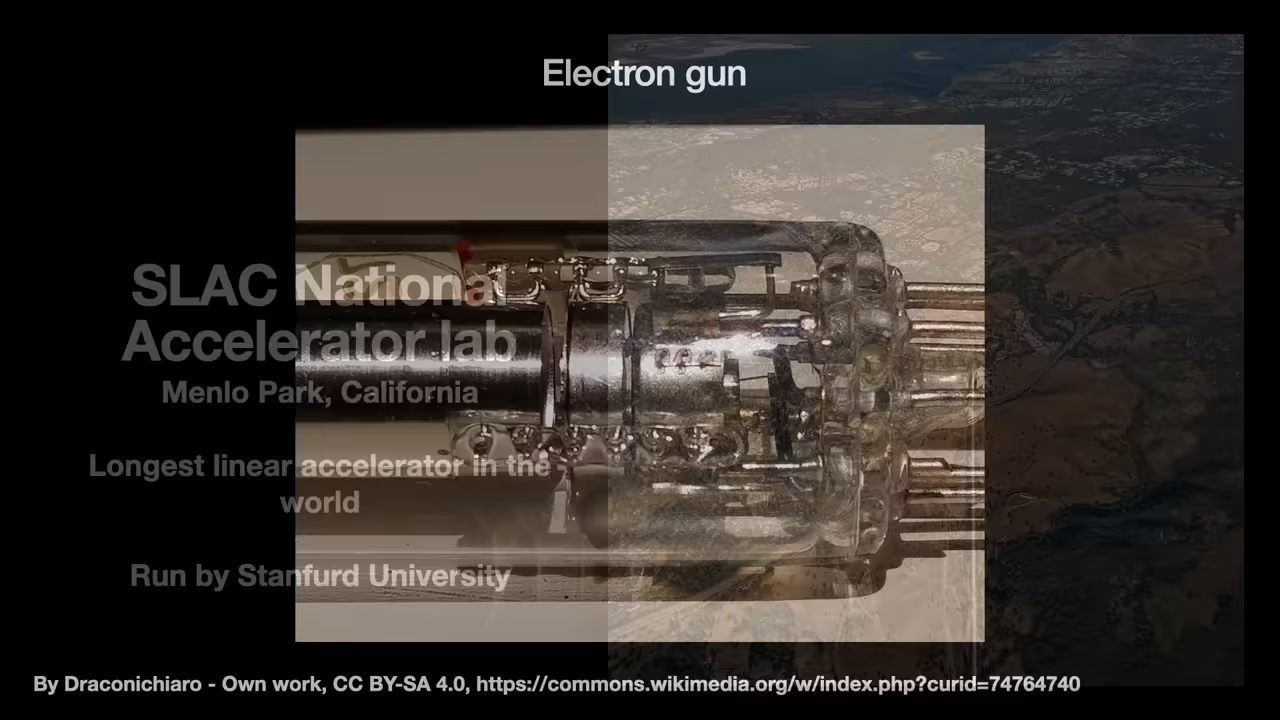 Electron gun
SLAC National
Accelerator lab
Menlo Park, California
Longest linear accelerator in the
world
Run by Stanfurd University
By Draconichiaro - Own work, CC BY-SA 4.0, https://commons.wikimedia.org/w/index.php?curid=74764740